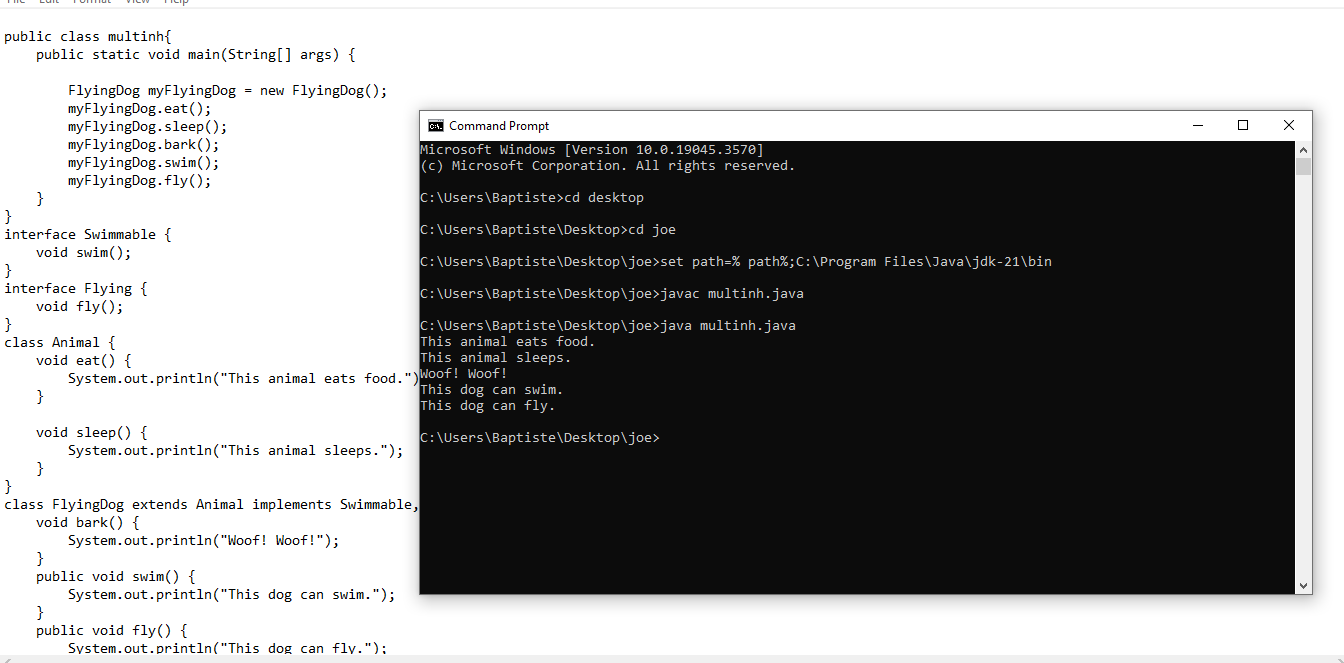 File Edit Format View Help
public class multinh{
    public static void main(String[] args) {
        FlyingDog myFlyingDog = new FlyingDog();
        myFlyingDog.eat();
        myFlyingDog.sleep();
        myFlyingDog.bark();
        myFlyingDog.swim();
        myFlyingDog.fly();
    }
}
interface Swimmable {
    void swim();
}
interface Flying {
    void fly();
}
class Animal {
    void eat() {
        System.out.println("This animal eats food.")
    }
    void sleep() {
        System.out.println("This animal sleeps.");
    }
}
class FlyingDog extends Animal implements Swimmable,
    void bark() {
        System.out.println("Woof! Woof!");
    }
    public void swim() {
        System.out.println("This dog can swim.");
    }
    public void fly() {
        System.out.println("This dog can fly.");
Command Prompt
Microsoft Windows [Version 10.0.19045.3570]
(c) Microsoft Corporation. All rights reserved.
C:\Users\Baptiste>cd desktop
C:\Users\Baptiste\Desktop>cd joe
C:\Users\Baptiste\Desktop\joe>set path=% path%;C:\Program Files\Java\jdk-21\bin
C:\Users\Baptiste\Desktop\joe>javac multinh.java
C:\Users\Baptiste\Desktop\joe>java multinh.java
This animal eats food.
This animal sleeps.
Woof! Woof!
This dog can swim.
This dog can fly.
C:\Users\Baptiste\Desktop\joe>